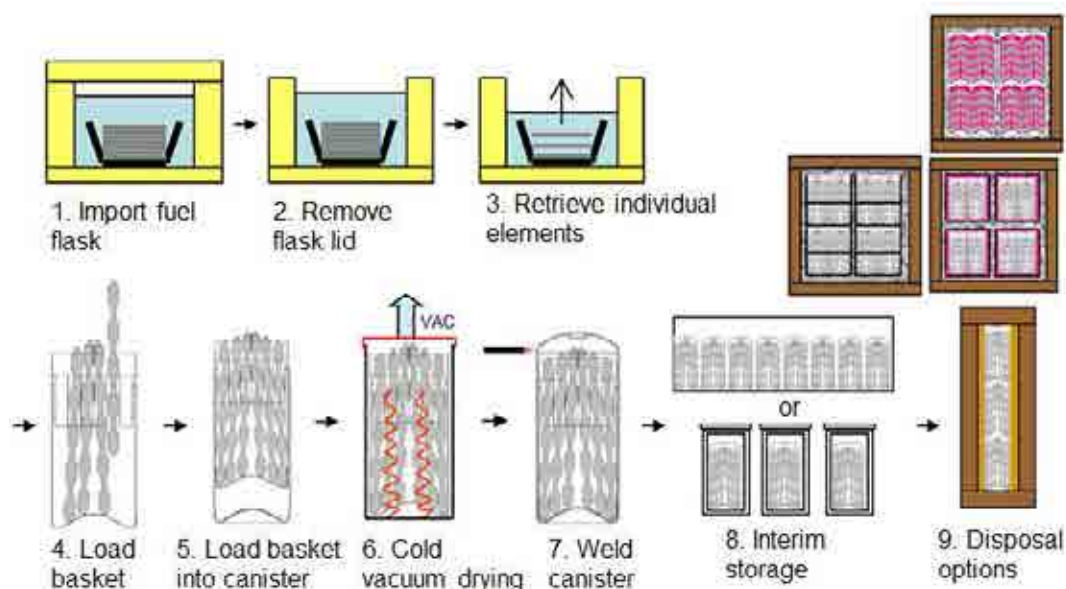 1. Import fuel
flask
2. Remove
flask lid
3. Retrieve individual
elements
VAC
or
4. Load
basket
5. Load basket
into canister
6. Cold
vacuum drying
7. Weld
canister
8. Interim
storage
9. Disposal
options